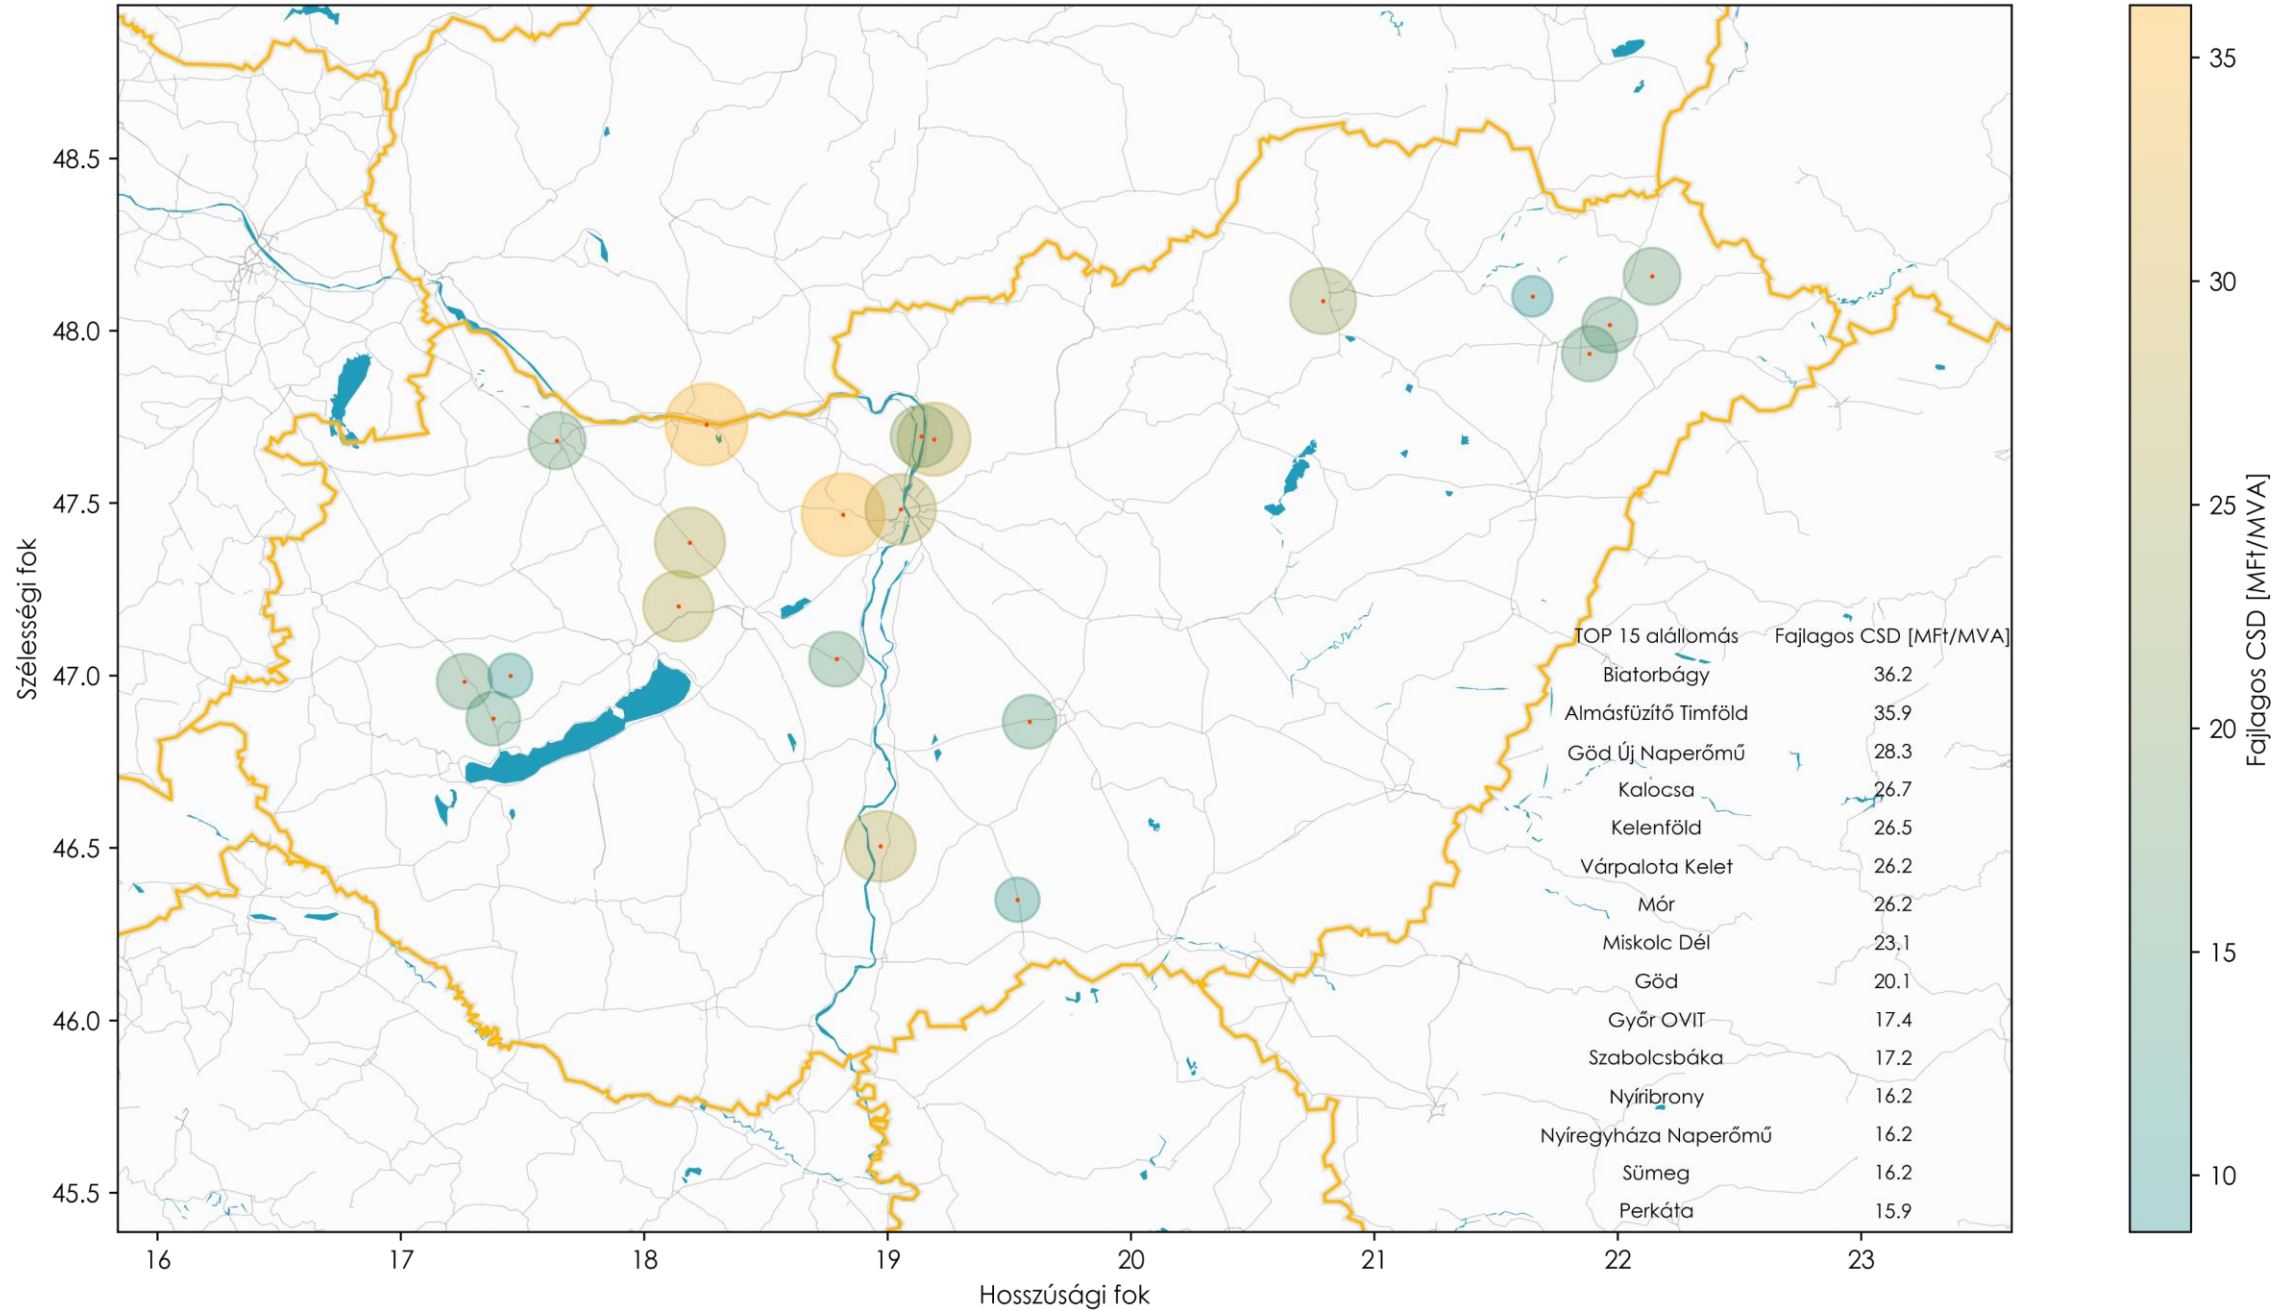 48.5
48.0
47.5
47.0
46.5
46.0
45.5
Szélességi fok
16 17 18 19 20 21 22 23
Hosszúsági fok
TOP 15 alállomás Fajlagos CSD [MFt/MVA]
Biatorbágy 36.2
Almásfüzítő Timföld 35.9
Göd Új Naperőmű 28.3
Kalocsa 26.7
Kelenföld 26.5
Várpalota Kelet 26.2
Mór 26.2
Miskolc Dél 23.1
Göd 20.1
Győr OVIT 17.4
Szabolcsbáka 17.2
Nyíribrony 16.2
Nyíregyháza Naperőmű 16.2
Sümeg 16.2
Perkáta 15.9
35
30
25
20
15
10
Fajlagos CSD [MFt/MVA]